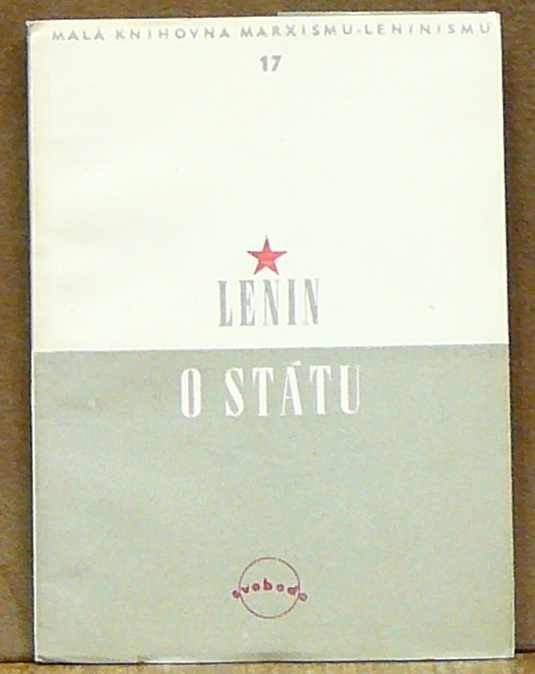 MALÁ KNIHOVNA MARXISMU-LENINISMU
17
LENIN
O STÁTU
svoboda